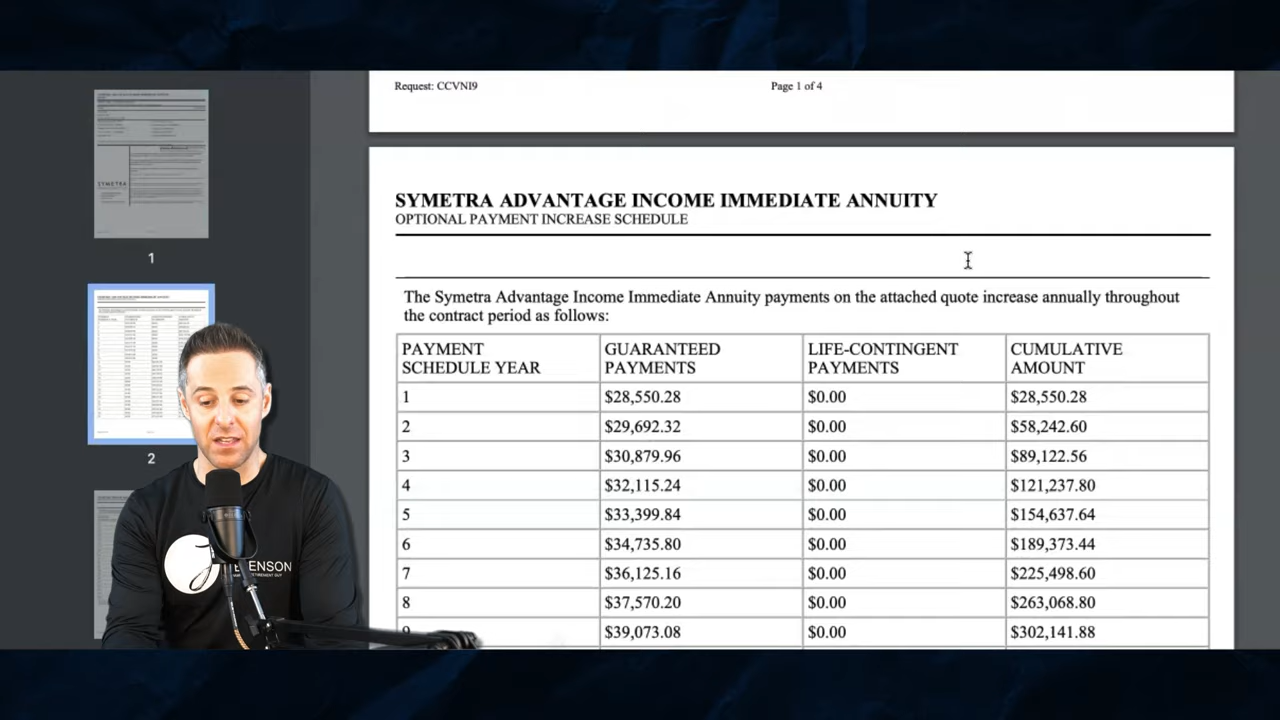 Request: CCVNI9 Page 1 of 4
SYMETRA ADVANTAGE INCOME IMMEDIATE ANNUITY
OPTIONAL PAYMENT INCREASE SCHEDULE
The Symetra Advantage Income Immediate Annuity payments on the attached quote increase annually throughout
the contract period as follows:
PAYMENT SCHEDULE YEAR GUARANTEED PAYMENTS LIFE-CONTINGENT PAYMENTS CUMULATIVE AMOUNT
1 $28,550.28 $0.00 $28,550.28
2 $29,692.32 $0.00 $58,242.60
3 $30,879.96 $0.00 $89,122.56
4 $32,115.24 $0.00 $121,237.80
5 $33,399.84 $0.00 $154,637.64
6 $34,735.80 $0.00 $189,373.44
7 $36,125.16 $0.00 $225,498.60
8 $37,570.20 $0.00 $263,068.80
9 $39,073.08 $0.00 $302,141.88
1
2
SYMETRA
ENSON